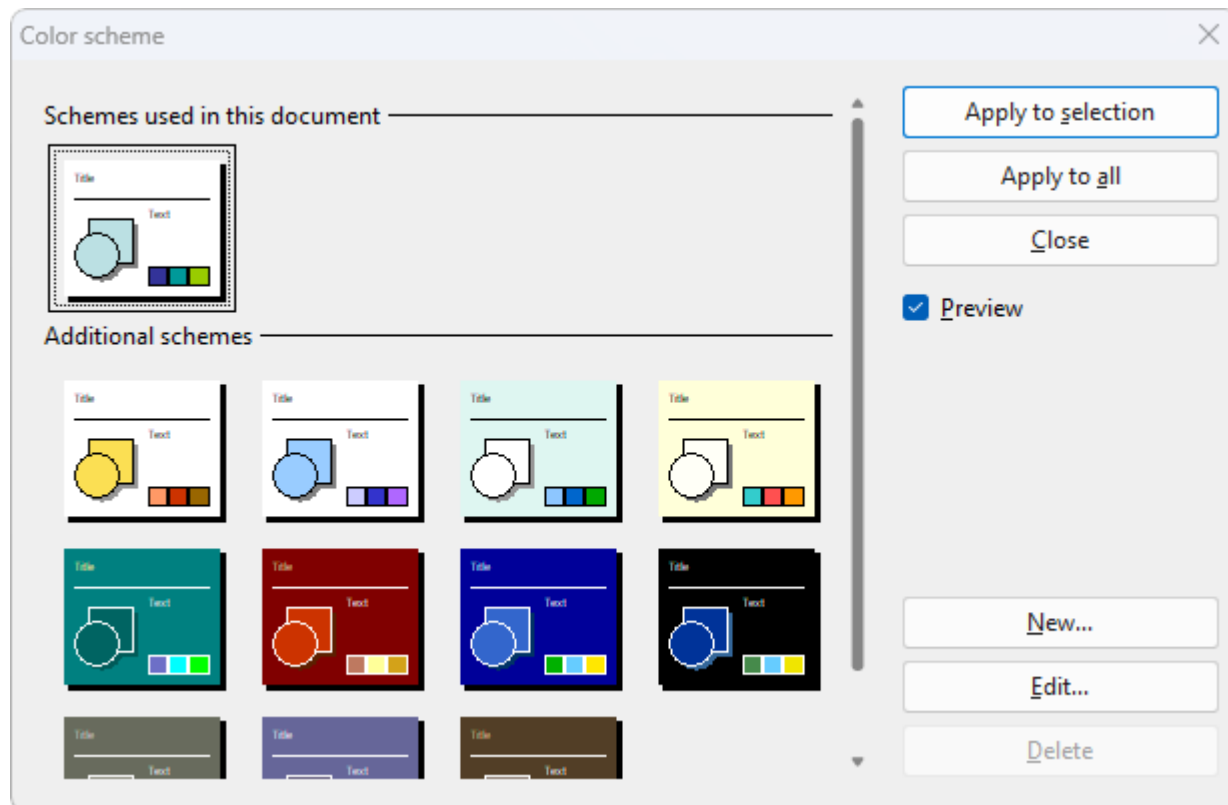 Color scheme
Schemes used in this document
Apply to selection
Title
Text
Apply to all
Close
Preview
Additional schemes
Title Title Title Title
Text Text Text Text
Title Title Title Title
Text Text Text Text
New...
Edit...
Title Title Title
Text Text Text
Delete